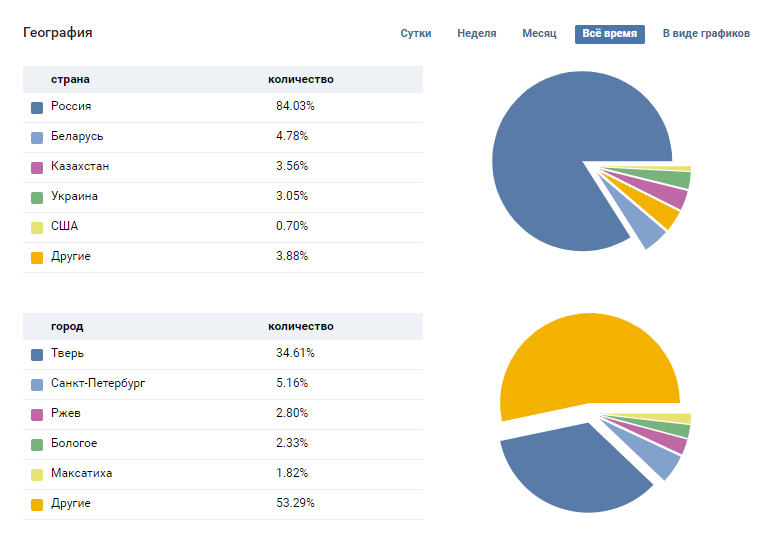 География Сутки Неделя Месяц Всё время В виде графиков
страна количество
Россия 84.03%
Беларусь 4.78%
Казахстан 3.56%
Украина 3.05%
США 0.70%
Другие 3.88%
город количество
Тверь 34.61%
Санкт-Петербург 5.16%
Ржев 2.80%
Бологое 2.33%
Максатиха 1.82%
Другие 53.29%